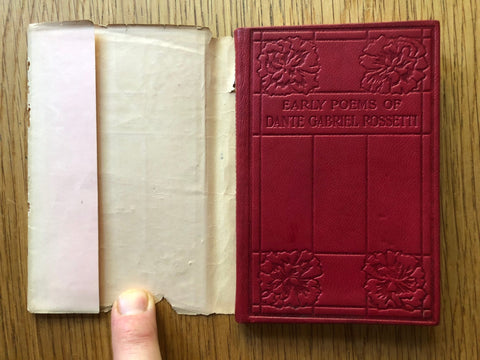 EARLY POEMS OF
DANTE GABRIEL ROSSETTI